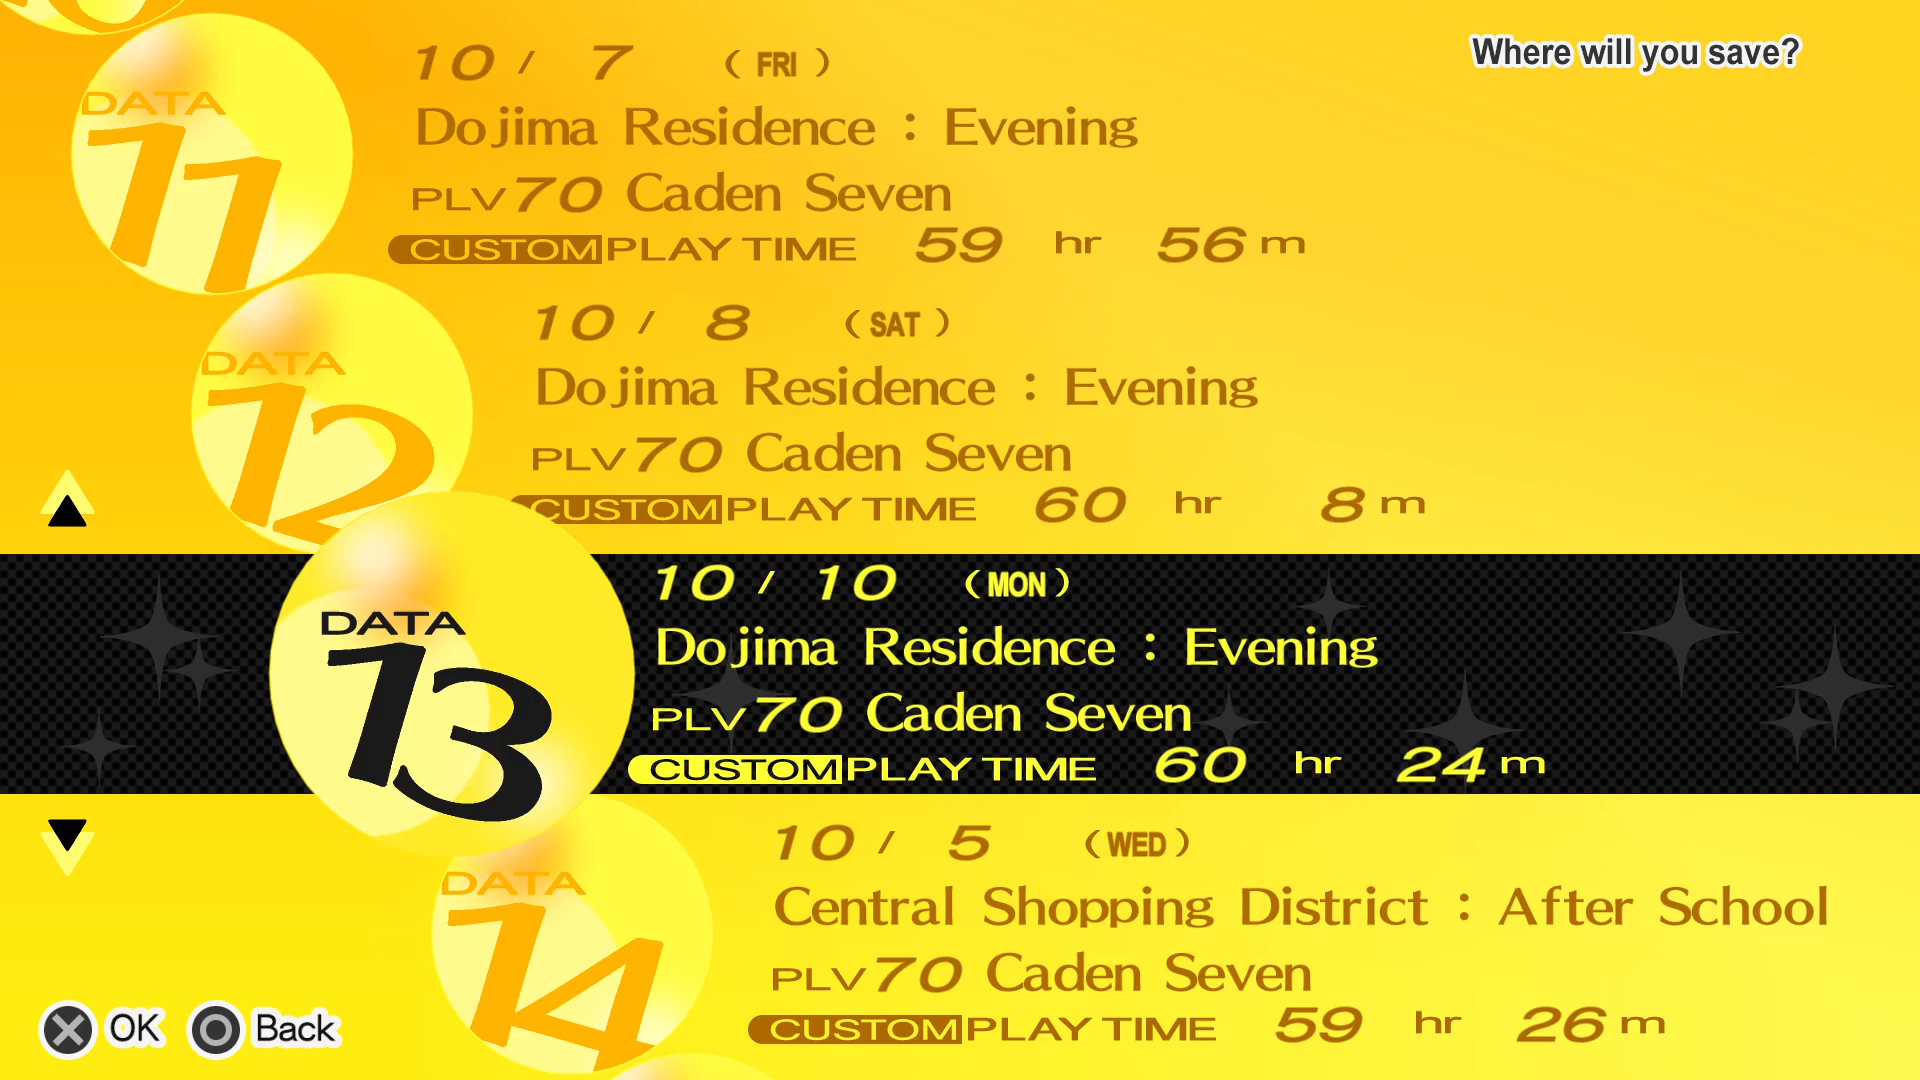 Where will you save?
DATA 11
10 / 7 (FRI)
Dojima Residence : Evening
PLV 70 Caden Seven
CUSTOM PLAY TIME 59 hr 56 m
DATA 12
10 / 8 (SAT)
Dojima Residence : Evening
PLV 70 Caden Seven
CUSTOM PLAY TIME 60 hr 8 m
DATA 13
10 / 10 (MON)
Dojima Residence : Evening
PLV 70 Caden Seven
CUSTOM PLAY TIME 60 hr 24 m
DATA 14
10 / 5 (WED)
Central Shopping District : After School
PLV 70 Caden Seven
CUSTOM PLAY TIME 59 hr 26 m
OK Back